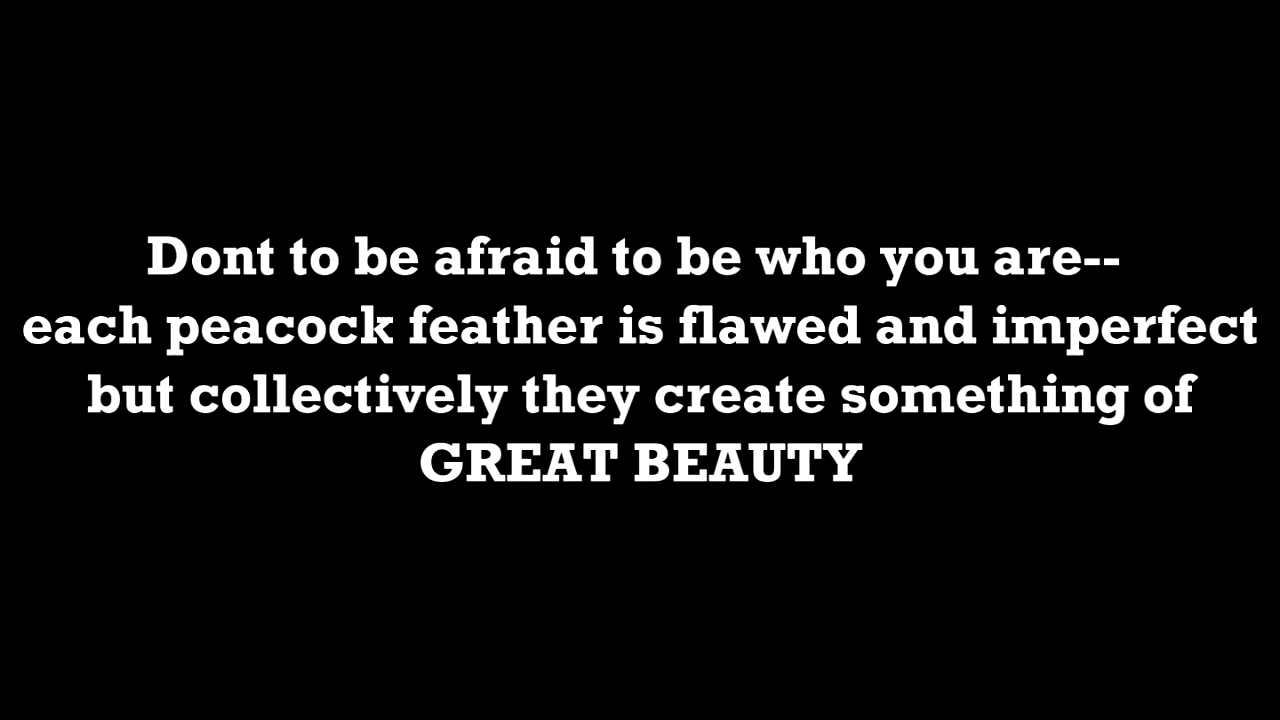 Dont to be afraid to be who you are--
each peacock feather is flawed and imperfect
but collectively they create something of
GREAT BEAUTY